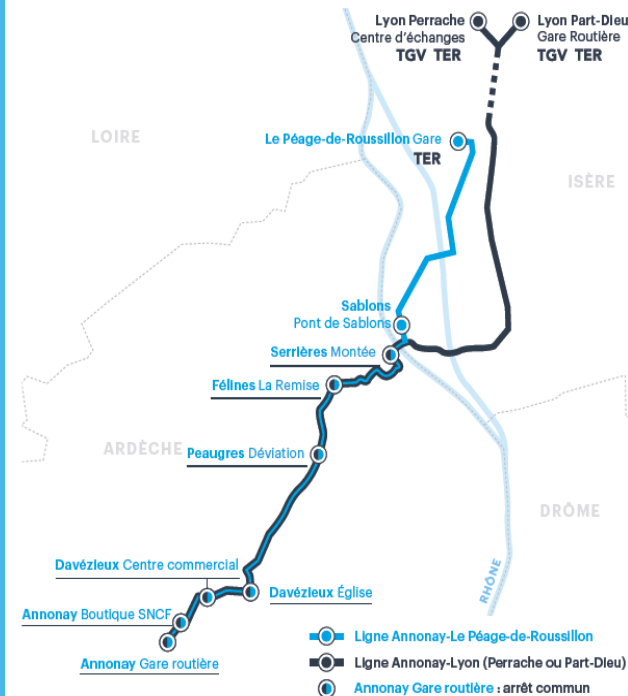 Lyon Perrache
Centre d'échanges
TGV TER
Lyon Part-Dieu
Gare Routière
TGV TER
LOIRE
Le Péage-de-Roussillon Gare
TER
ISÈRE
Sablons
Pont de Sablons
Serrières Montée
Félines La Remise
ARDÈCHE
Peaugres Déviation
DRÔME
Davézieux Centre commercial
RHÔNE
Davézieux Église
Annonay Boutique SNCF
Annonay Gare routière
Ligne Annonay-Le Péage-de-Roussillon
Ligne Annonay-Lyon (Perrache ou Part-Dieu)
Annonay Gare routière : arrêt commun